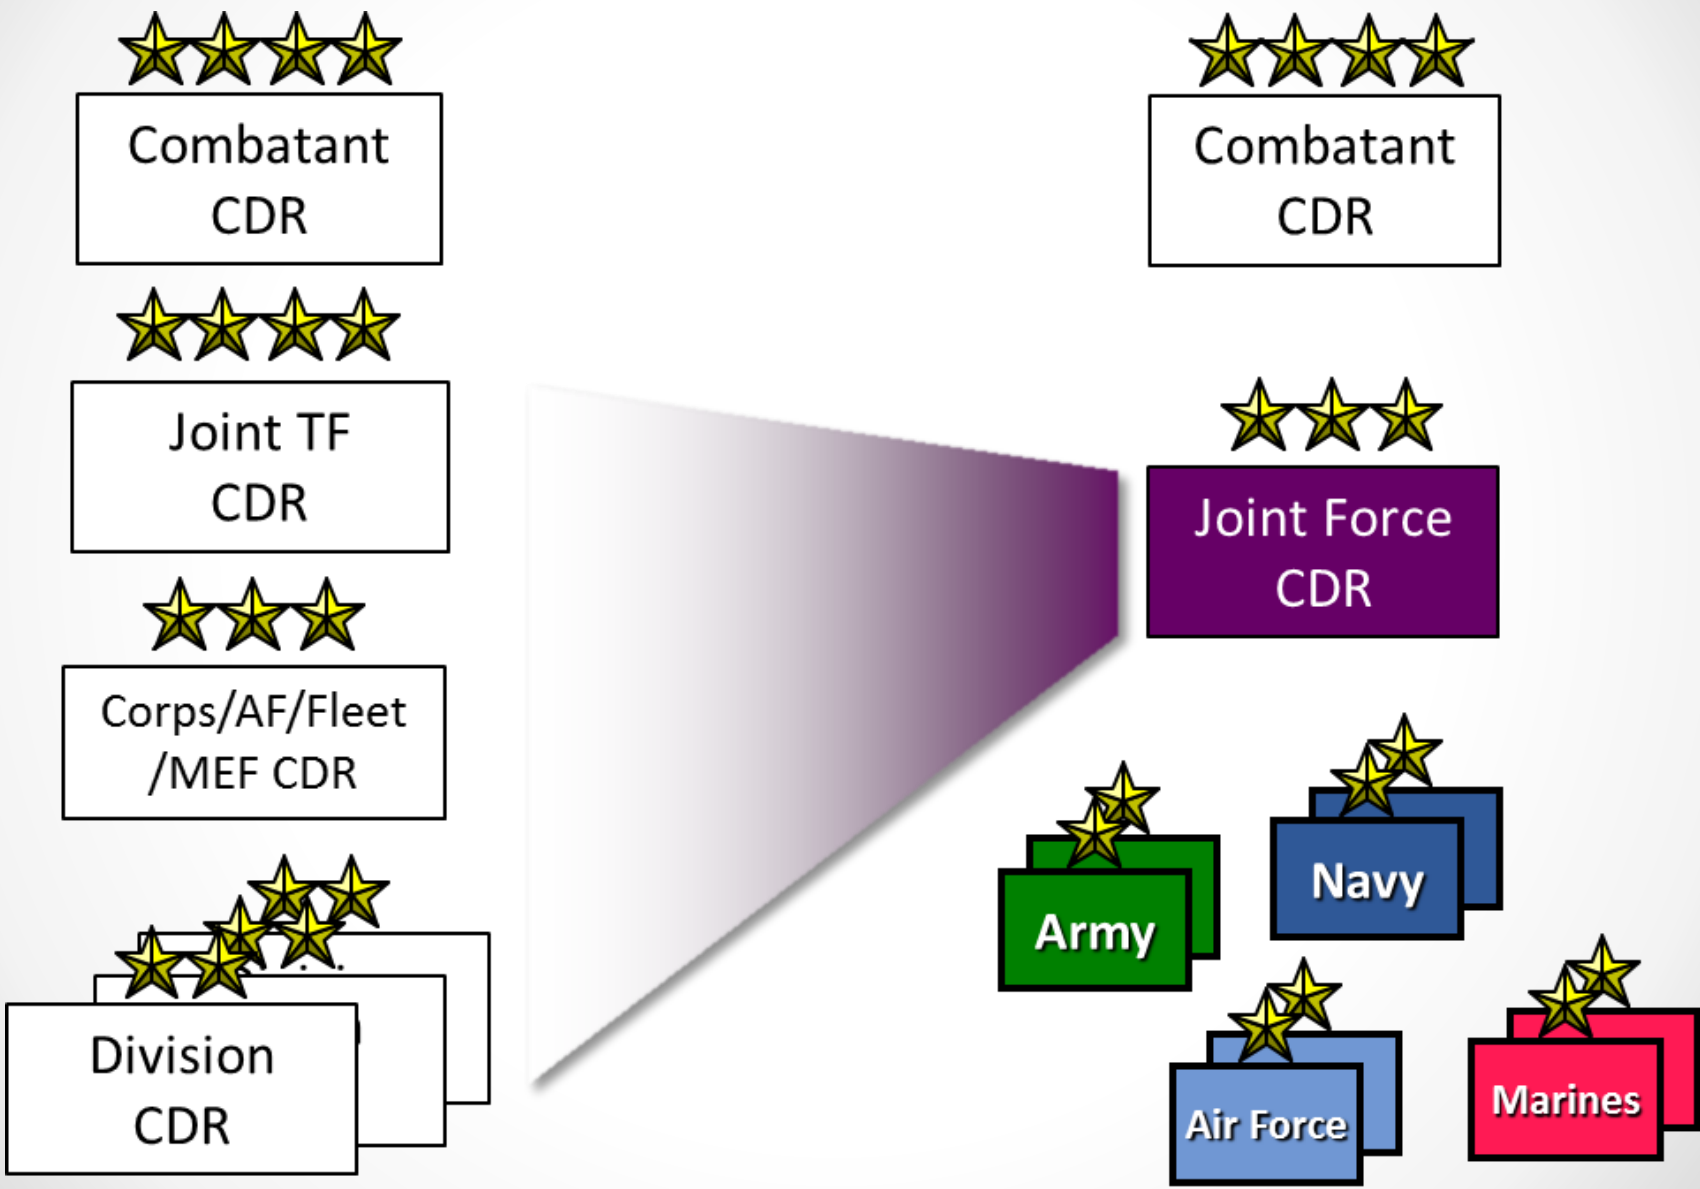 Combatant
CDR
Joint TF
CDR
Corps/AF/Fleet
/MEF CDR
Division
CDR
Combatant
CDR
Joint Force
CDR
Army
Navy
Air Force
Marines